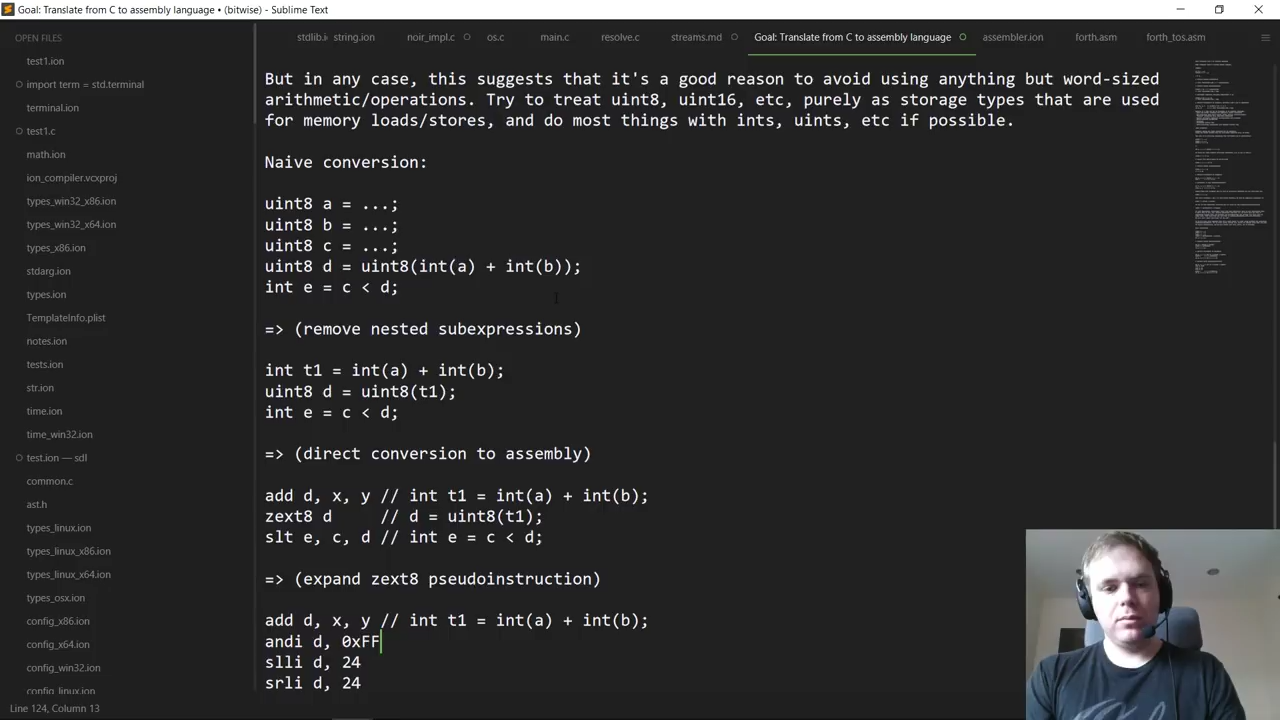 Goal: Translate from C to assembly language • (bitwise) - Sublime Text
OPEN FILES
test1.ion
import term = std.terminal
terminal.ion
test1.c
math.ion
ion_compiler.vcxproj
types_win32_x86.ion
types_win32_x64.ion
types_x86.ion
stdarg.ion
types.ion
TemplateInfo.plist
notes.ion
tests.ion
str.ion
time.ion
time_win32.ion
test.ion — sdl
common.c
ast.h
types_linux.ion
types_linux_x86.ion
types_linux_x64.ion
types_osx.ion
config_x86.ion
config_x64.ion
config_win32.ion
config_linux.ion
stdlib.i string.ion noir_impl.c os.c main.c resolve.c streams.md Goal: Translate from C to assembly language assembler.ion forth.asm forth_tos.asm
But in any case, this suggests that it's a good reason to avoid using anything but word-sized
arithmetic/operations. Try to treat uint8, uint16, etc, purely as storage types that are used
for memory loads/stores, and do most things with ints, uints, etc if possible.
Naive conversion:
uint8 a = ...;
uint8 b = ...;
uint8 c = ...;
uint8 d = uint8(int(a) + int(b));
int e = c < d;
=> (remove nested subexpressions)
int t1 = int(a) + int(b);
uint8 d = uint8(t1);
int e = c < d;
=> (direct conversion to assembly)
add d, x, y // int t1 = int(a) + int(b);
zext8 d // d = uint8(t1);
slt e, c, d // int e = c < d;
=> (expand zext8 pseudoinstruction)
add d, x, y // int t1 = int(a) + int(b);
andi d, 0xFF
slli d, 24
srli d, 24
Line 124, Column 13